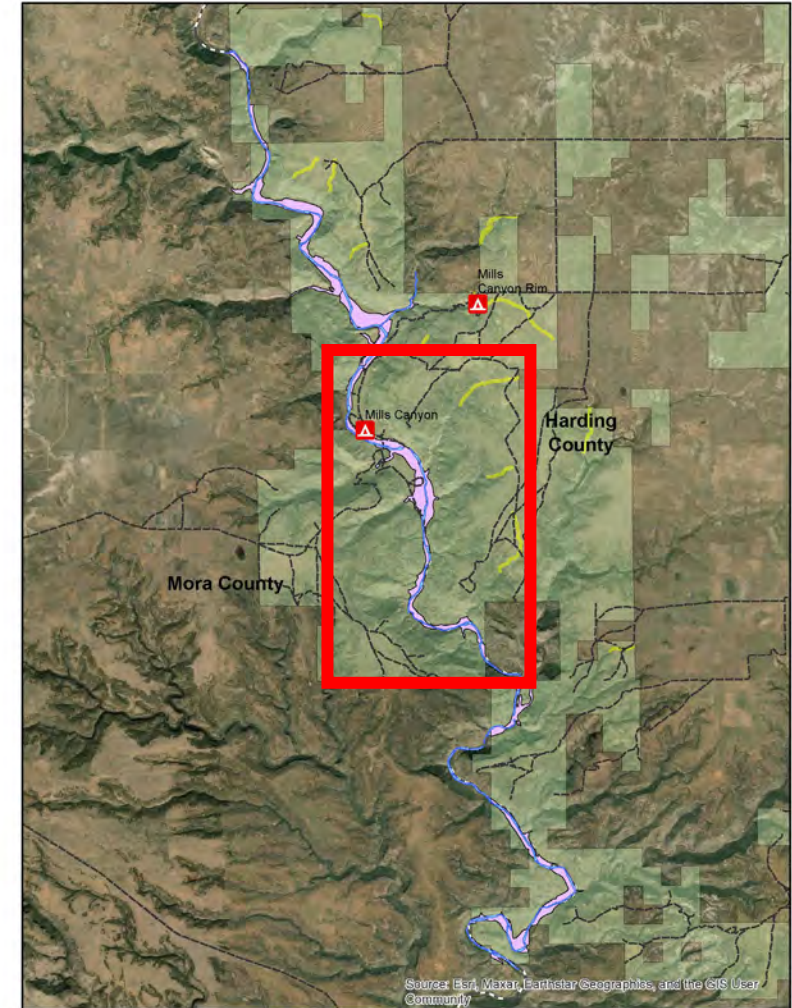 Mills
Canyon Rim
Mills Canyon
Harding
County
Mora County
Source: Esri, Maxar, Earthstar Geographics, and the GIS User
Community